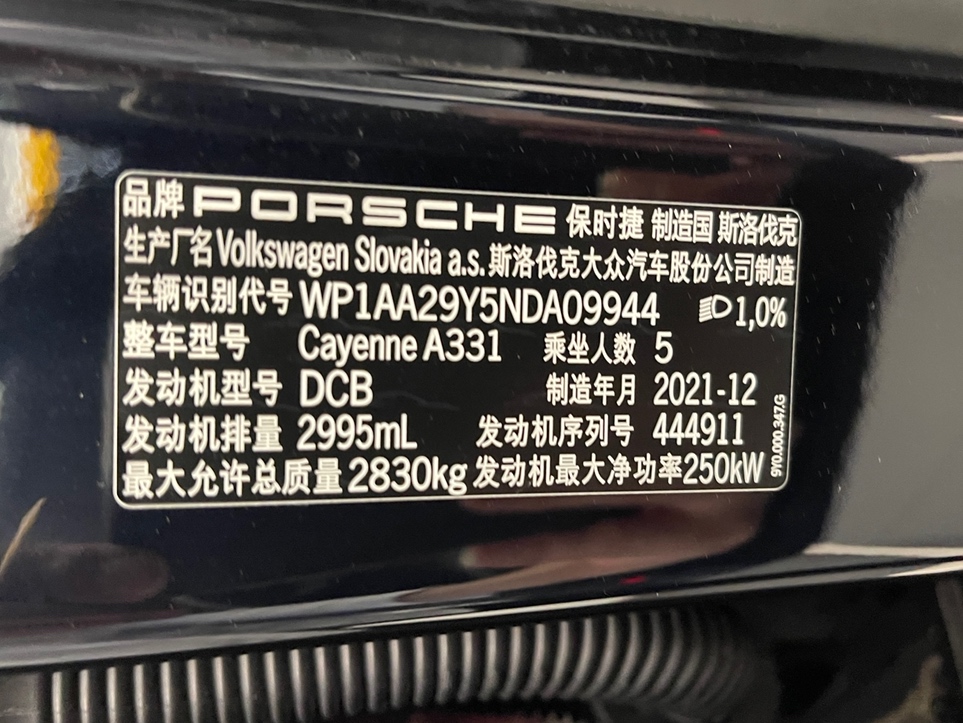 品牌 PORSCHE 保时捷 制造国 斯洛伐克
生产厂名 Volkswagen Slovakia a.s. 斯洛伐克大众汽车股份公司制造
车辆识别代号 WP1AA29Y5NDA09944 1,0%
整车型号 Cayenne A331 乘坐人数 5
发动机型号 DCB 制造年月 2021-12
发动机排量 2995mL 发动机序列号 444911
最大允许总质量 2830kg 发动机最大净功率 250kW
9Y0.000.347.G